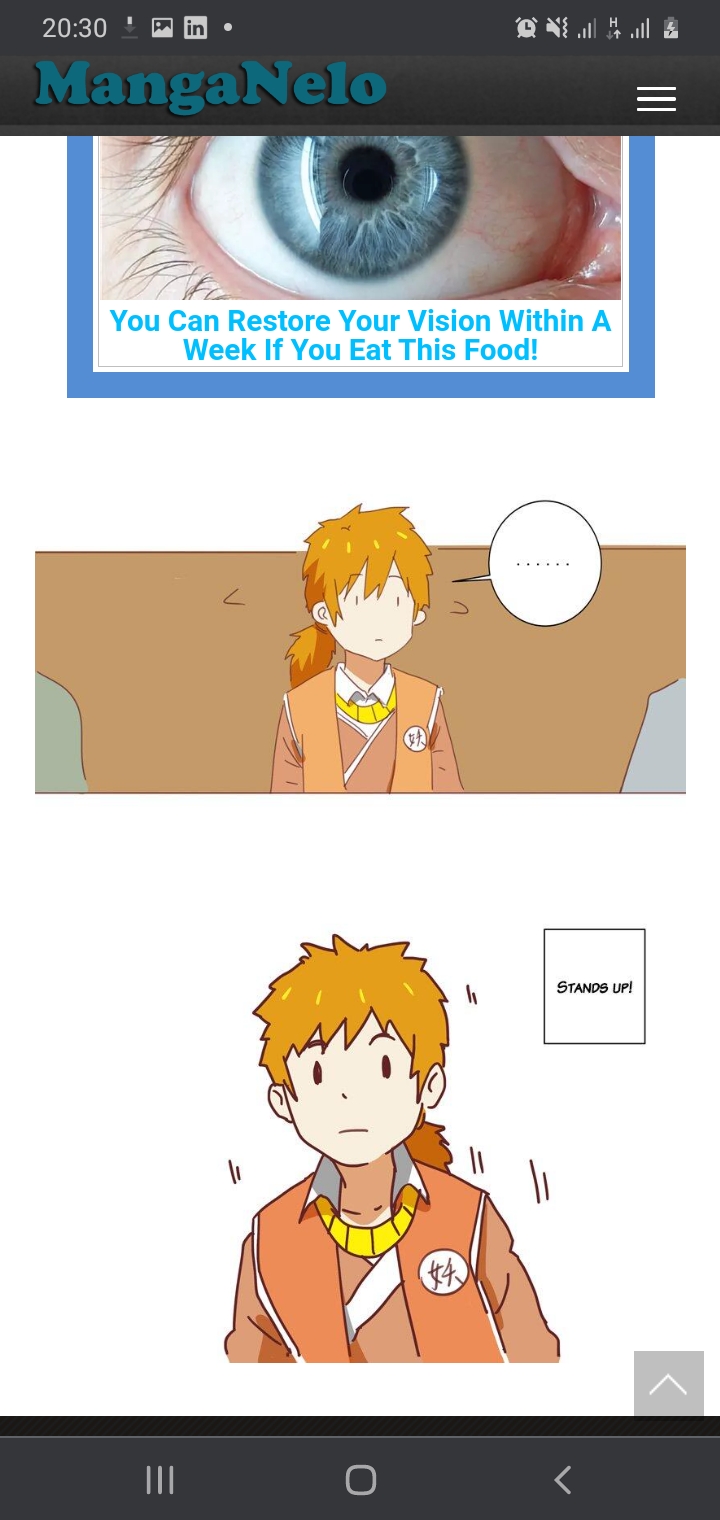 20:30
H
MangaNelo
You Can Restore Your Vision Within A
Week If You Eat This Food!
......
妖
STANDS UP!
妖